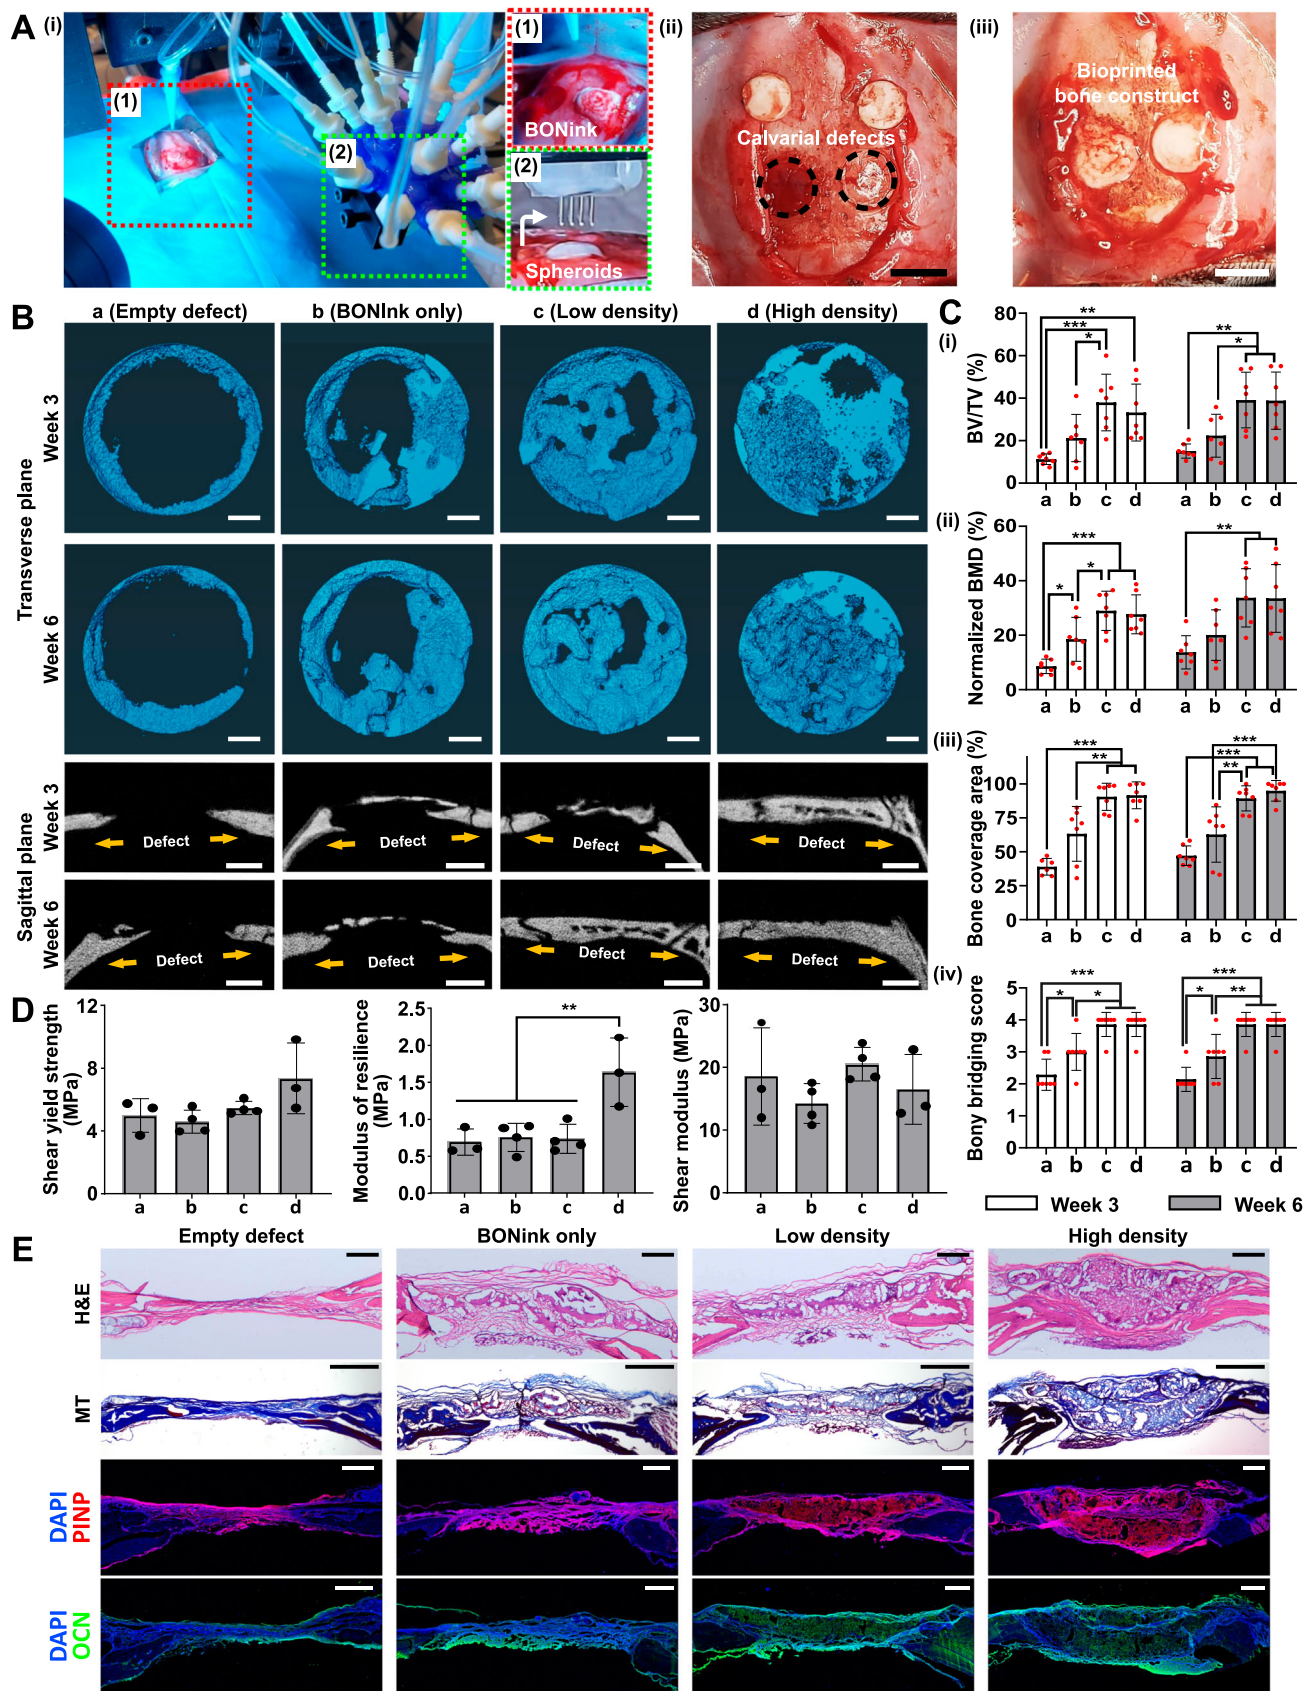 A (i)
(1)
(2)
(1)
BONink
(2)
Spheroids
(ii)
Calvarial defects
(iii)
Bioprinted
bone construct
B
a (Empty defect)
b (BONInk only)
c (Low density)
d (High density)
Transverse plane
Week 3
Week 6
Sagittal plane
Week 3
Defect
Defect
Defect
Defect
Week 6
Defect
Defect
Defect
Defect
C
(i)
BV/TV (%)
80
60
40
20
0
** 
***
*
**
*
a b c d a b c d
(ii)
Normalized BMD (%)
60
40
20
0
***
*
*
**
a b c d a b c d
(iii)
Bone coverage area (%)
100
75
50
25
0
***
**
***
***
**
a b c d a b c d
(iv)
Bony bridging score
5
4
3
2
1
0
***
*
*
***
*
**
a b c d a b c d
Week 3
Week 6
D
Shear yield strength
(MPa)
12
8
4
0
a b c d
Modulus of resilience
(MPa)
2.5
2.0
1.5
1.0
0.5
0.0
**
a b c d
Shear modulus (MPa)
30
20
10
0
a b c d
E
Empty defect
BONink only
Low density
High density
H&E
MT
DAPI
PINP
DAPI
OCN